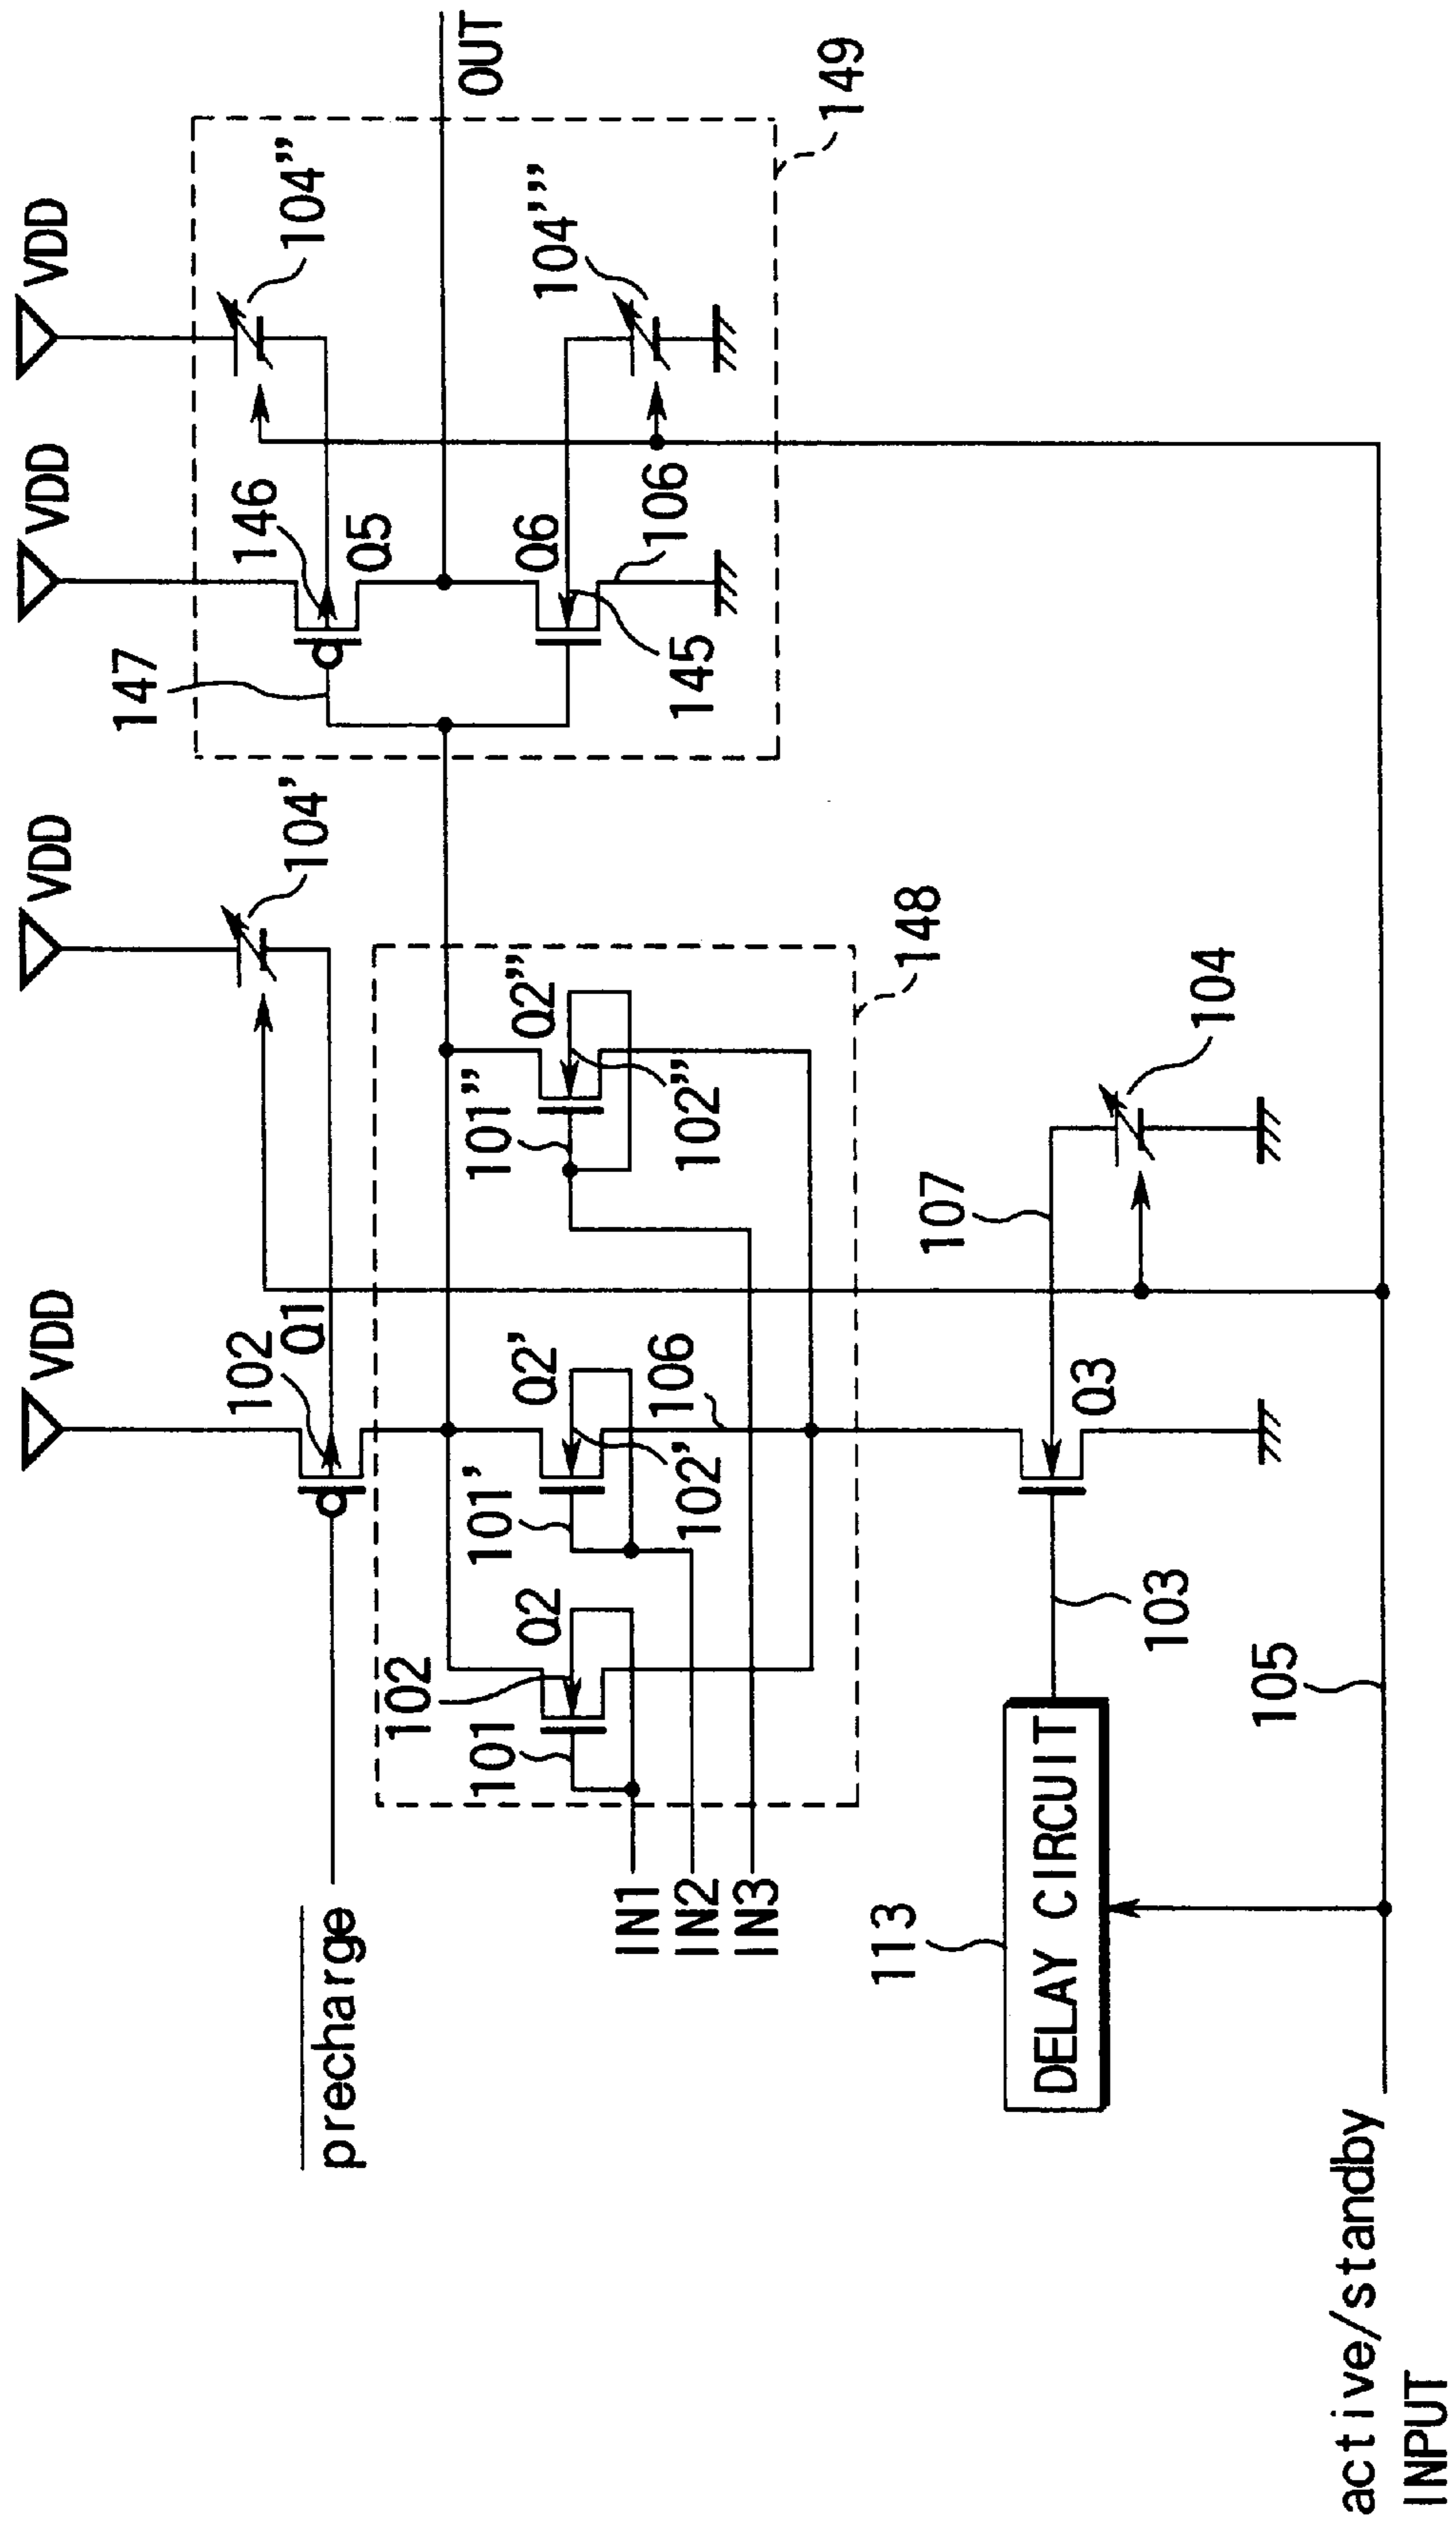 VDD
VDD
VDD
VDD
102
Q1
104'
147
146
Q5
104”
OUT
precharge
102
Q2
101
101'
Q2'
102'
106
101”
Q2”
102”
148
Q6
145
106
104”'
149
IN1
IN2
IN3
113
DELAY CIRCUIT
103
Q3
107
104
105
active/standby
INPUT